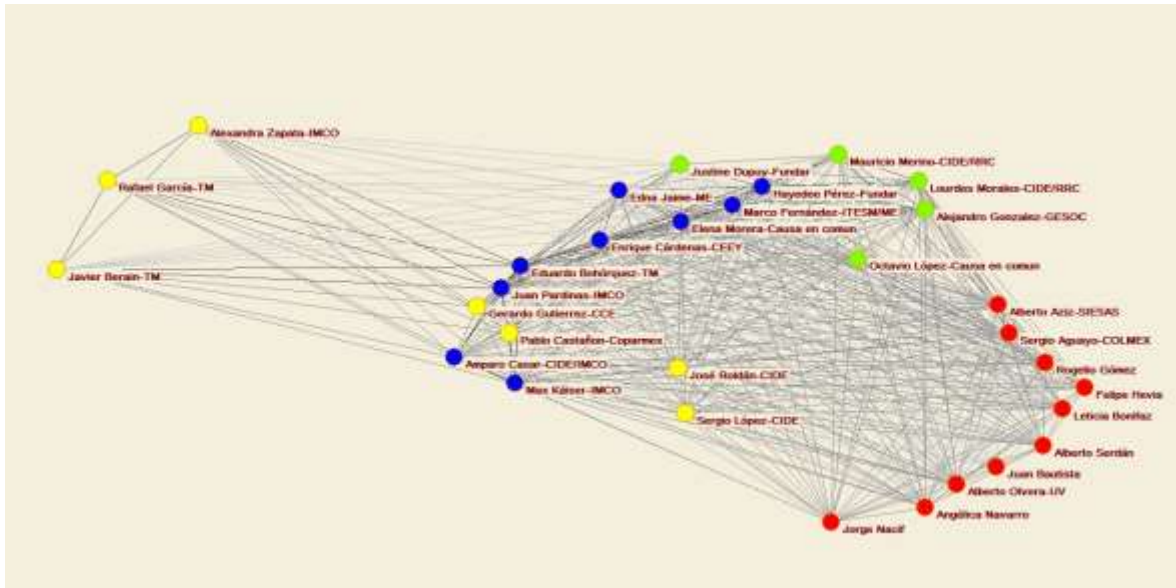 Alexandra Zapata-IMCO
Mauricio Merino-CIDE/RRC
Justine Dupuy-Fundar
Rafael García-TM
Lourdes Morales-CIDE/RRC
Haydeeo Pérez-Fundar
Edna Jaime-ME
Marco Fernández-ITESM/ME
Alejandro Gonzalez-GESOC
Elena Morera-Causa en comun
Enrique Cárdenas-CEEY
Octavio López-Causa en comun
Javier Berain-TM
Eduardo Bohórquez-TM
Juan Pardinas-IMCO
Alberto Aziz-SIESAS
Gerardo Gutierrez-CCE
Sergio Aguayo-COLMEX
Pablo Castañon-Coparmex
Amparo Casar-CIDE/IMCO
Rogelio Gómez
José Roldán-CIDE
Max Káiser-IMCO
Felipe Hevia
Leticia Bonifaz
Sergio López-CIDE
Alberto Serdán
Juan Bautista
Alberto Olvera-UV
Angélica Navarro
Jorge Nacif